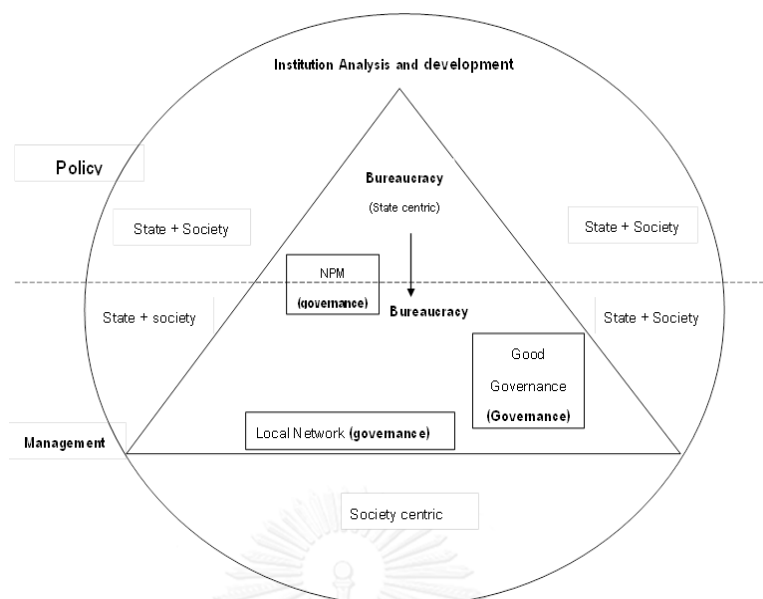 Institution Analysis and development
Policy
Bureaucracy
(State centric)
State + Society
State + Society
NPM
(governance)
Bureaucracy
State + society
State + Society
Good
Governance
(Governance)
Local Network (governance)
Management
Society centric